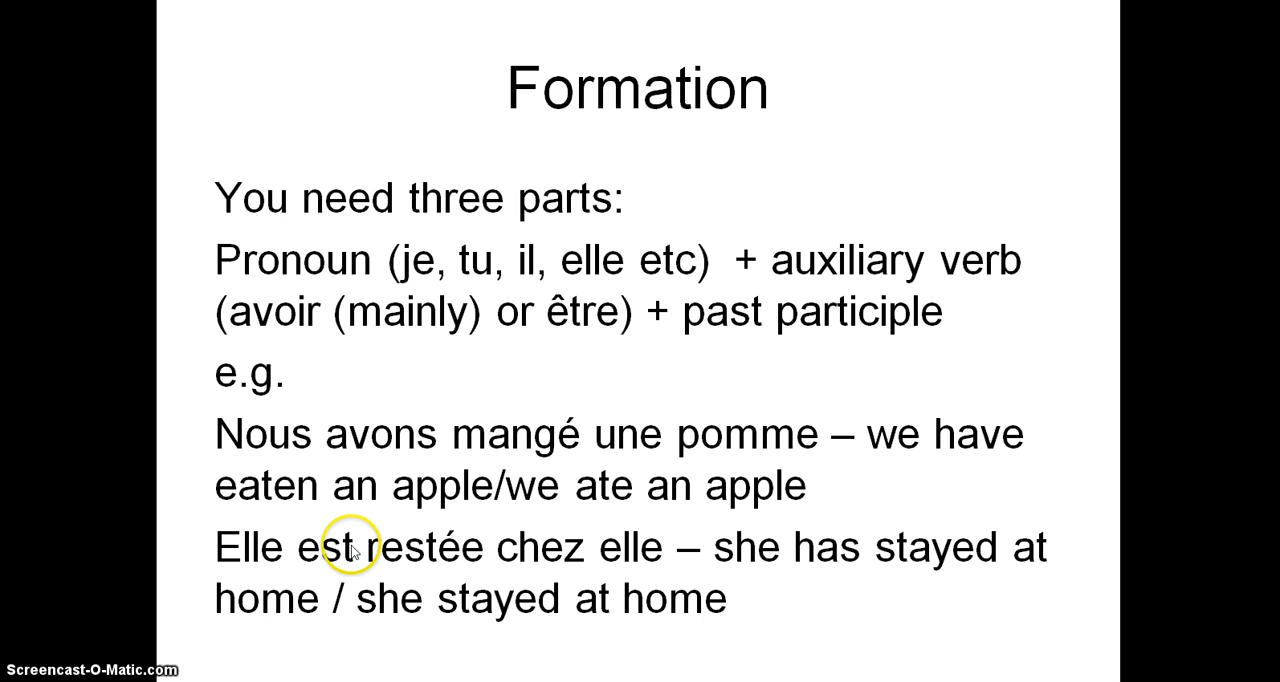 Formation
You need three parts:
Pronoun (je, tu, il, elle etc)  + auxiliary verb
(avoir (mainly) or être) + past participle
e.g.
Nous avons mangé une pomme – we have
eaten an apple/we ate an apple
Elle est restée chez elle – she has stayed at
home / she stayed at home
Screencast-O-Matic.com